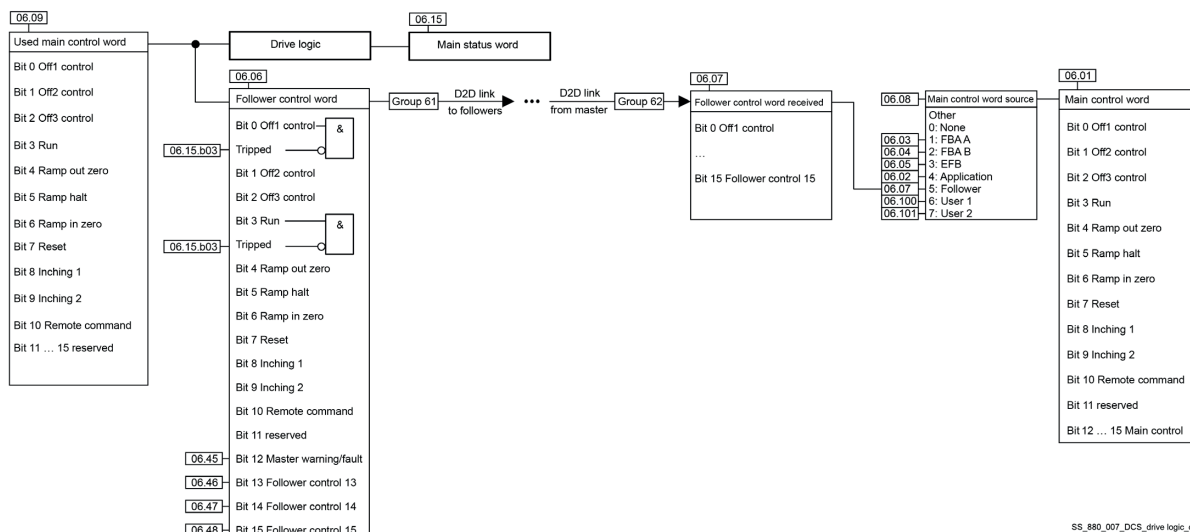 06.09
Used main control word
Bit 0 Off1 control
Bit 1 Off2 control
Bit 2 Off3 control
Bit 3 Run
Bit 4 Ramp out zero
Bit 5 Ramp halt
Bit 6 Ramp in zero
Bit 7 Reset
Bit 8 Inching 1
Bit 9 Inching 2
Bit 10 Remote command
Bit 11 … 15 reserved
Drive logic
06.15
Main status word
06.06
Follower control word
Bit 0 Off1 control
&
06.15.b03
Tripped
Bit 1 Off2 control
Bit 2 Off3 control
Bit 3 Run
&
06.15.b03
Tripped
Bit 4 Ramp out zero
Bit 5 Ramp halt
Bit 6 Ramp in zero
Bit 7 Reset
Bit 8 Inching 1
Bit 9 Inching 2
Bit 10 Remote command
Bit 11 reserved
06.45 Bit 12 Master warning/fault
06.46 Bit 13 Follower control 13
06.47 Bit 14 Follower control 14
06.48 Bit 15 Follower control 15
Group 61
D2D link
to followers
•••
D2D link
from master
Group 62
06.07
Follower control word received
Bit 0 Off1 control
…
Bit 15 Follower control 15
06.08 Main control word source
Other
0: None
06.03 1: FBA A
06.04 2: FBA B
06.05 3: EFB
06.02 4: Application
06.07 5: Follower
06.100 6: User 1
06.101 7: User 2
06.01
Main control word
Bit 0 Off1 control
Bit 1 Off2 control
Bit 2 Off3 control
Bit 3 Run
Bit 4 Ramp out zero
Bit 5 Ramp halt
Bit 6 Ramp in zero
Bit 7 Reset
Bit 8 Inching 1
Bit 9 Inching 2
Bit 10 Remote command
Bit 11 reserved
Bit 12 … 15 Main control